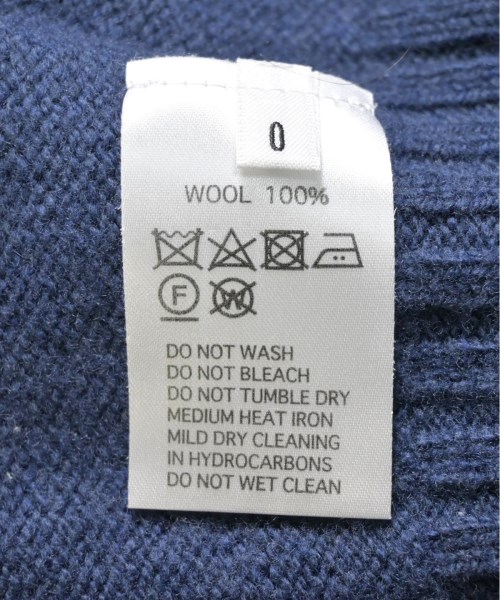 0
WOOL 100%
F W
DO NOT WASH
DO NOT BLEACH
DO NOT TUMBLE DRY
MEDIUM HEAT IRON
MILD DRY CLEANING
IN HYDROCARBONS
DO NOT WET CLEAN